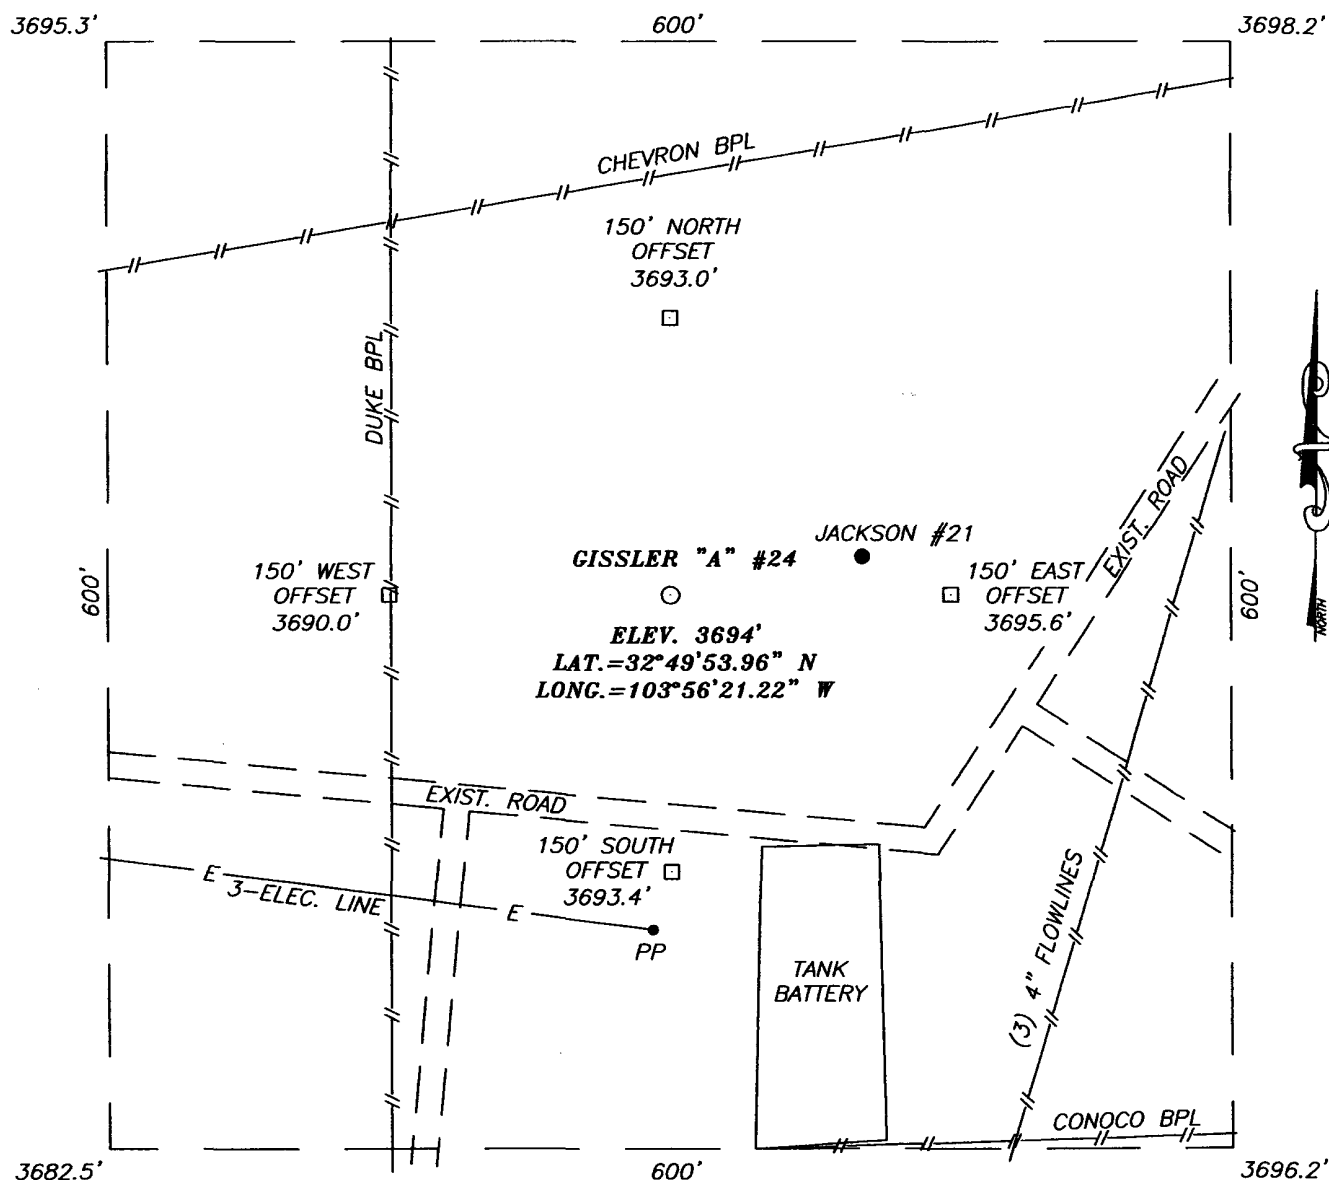 3695.3'
600'
3698.2'
CHEVRON BPL
150' NORTH
OFFSET
3693.0'
DUKE BPL
EXIST. ROAD
JACKSON #21
GISSLER "A" #24
150' WEST
OFFSET
3690.0'
150' EAST
OFFSET
3695.6'
600'
600'
NORTH
ELEV. 3694'
LAT.=32°49'53.96" N
LONG.=103°56'21.22" W
EXIST. ROAD
150' SOUTH
OFFSET
3693.4'
E
3-ELEC. LINE
E
PP
TANK
BATTERY
(3) 4" FLOWLINES
CONOCO BPL
3682.5'
600'
3696.2'